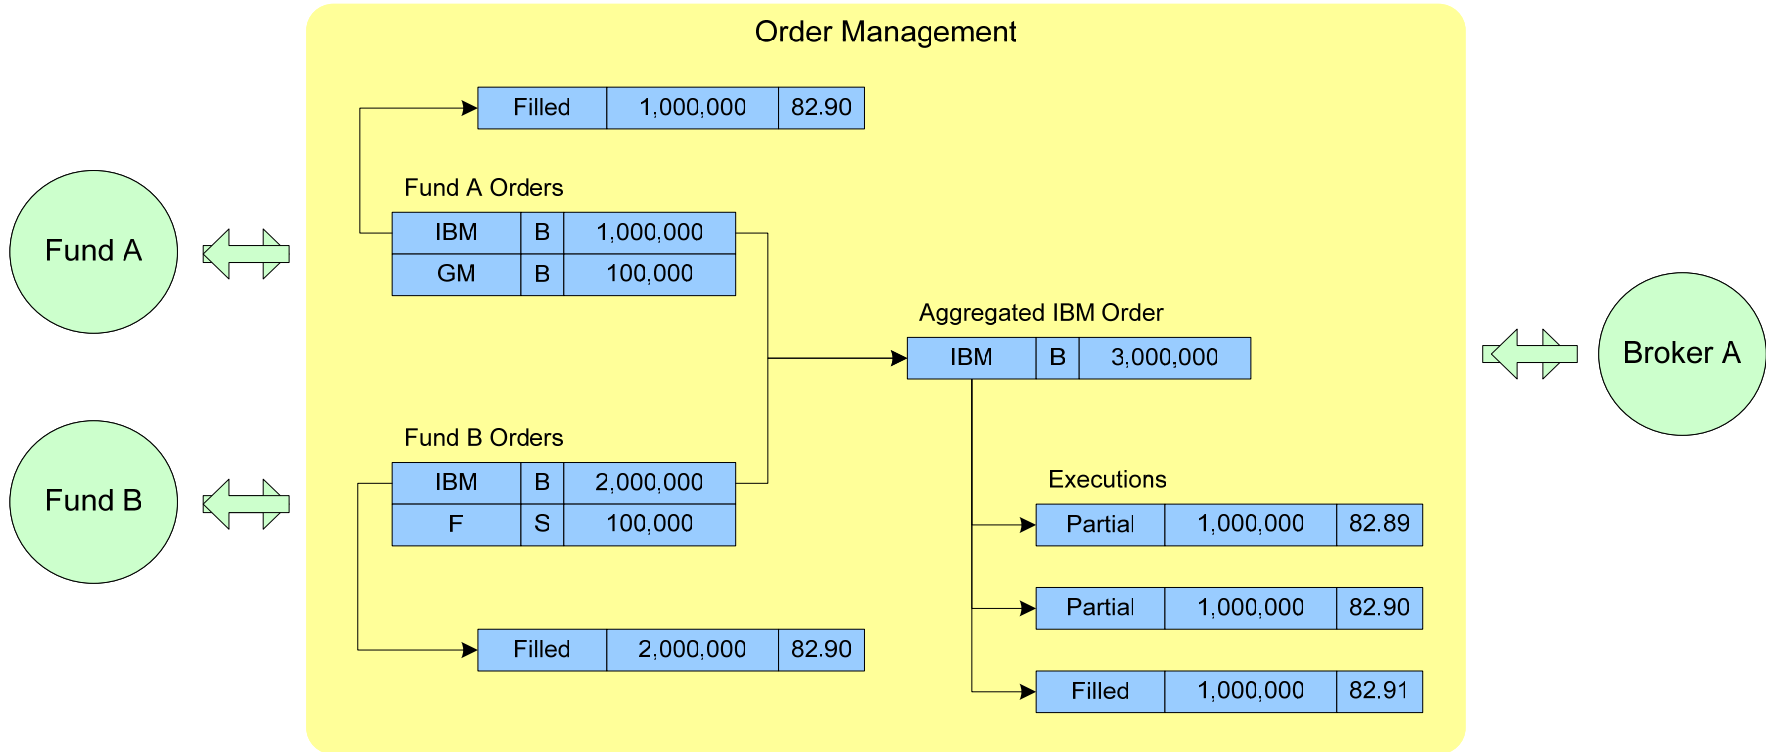 Order Management
Filled 1,000,000 82.90
Fund A Orders
IBM B 1,000,000
GM B 100,000
Fund A
Aggregated IBM Order
IBM B 3,000,000
Broker A
Fund B Orders
IBM B 2,000,000
F S 100,000
Fund B
Executions
Partial 1,000,000 82.89
Partial 1,000,000 82.90
Filled 2,000,000 82.90
Filled 1,000,000 82.91